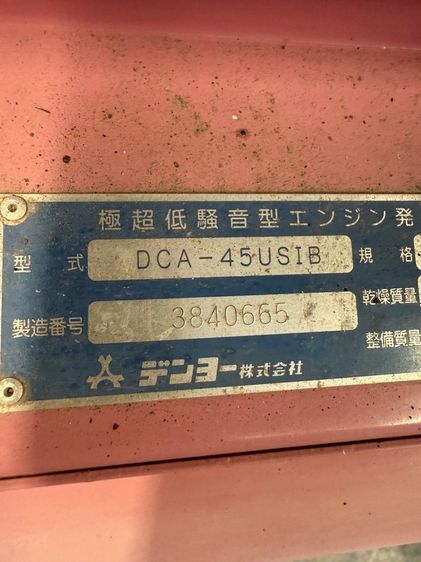 極超低騒音型エンジン発
型式 DCA-45USIB 規格
製造番号 3840665 乾燥質量
整備質量
デンヨー株式会社